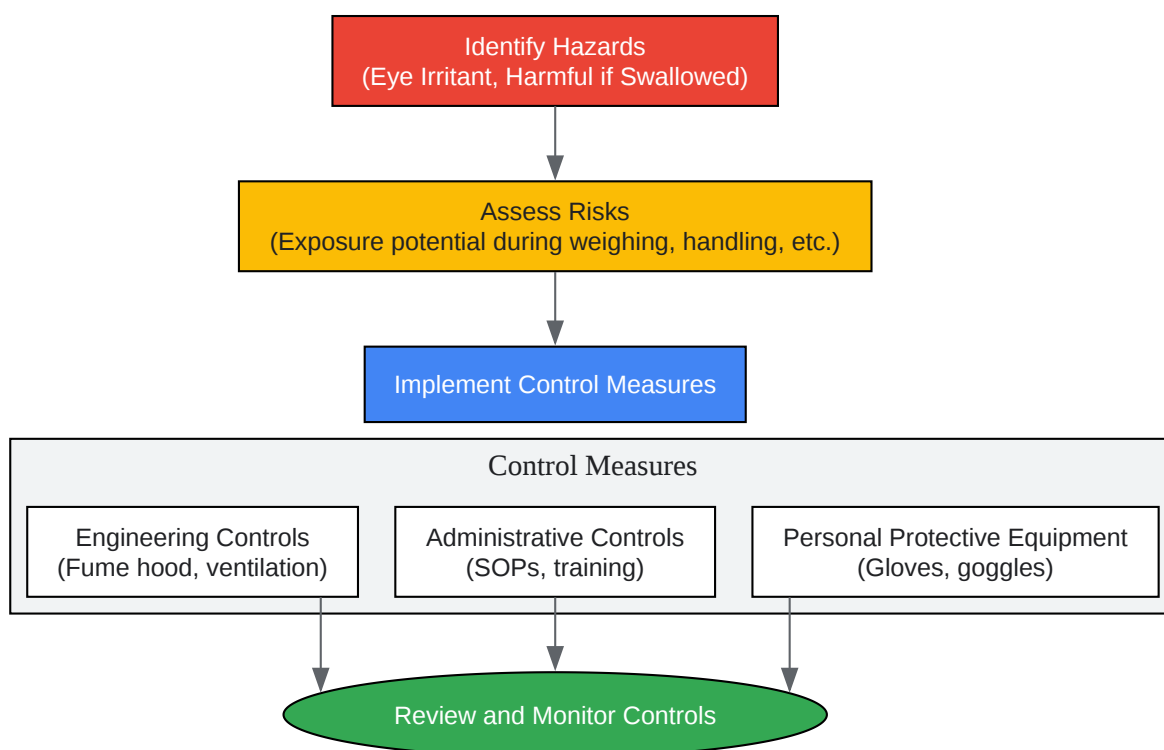 Identify Hazards
(Eye Irritant, Harmful if Swallowed)
Assess Risks
(Exposure potential during weighing, handling, etc.)
Implement Control Measures
Control Measures
Engineering Controls
(Fume hood, ventilation)
Administrative Controls
(SOPs, training)
Personal Protective Equipment
(Gloves, goggles)
Review and Monitor Controls